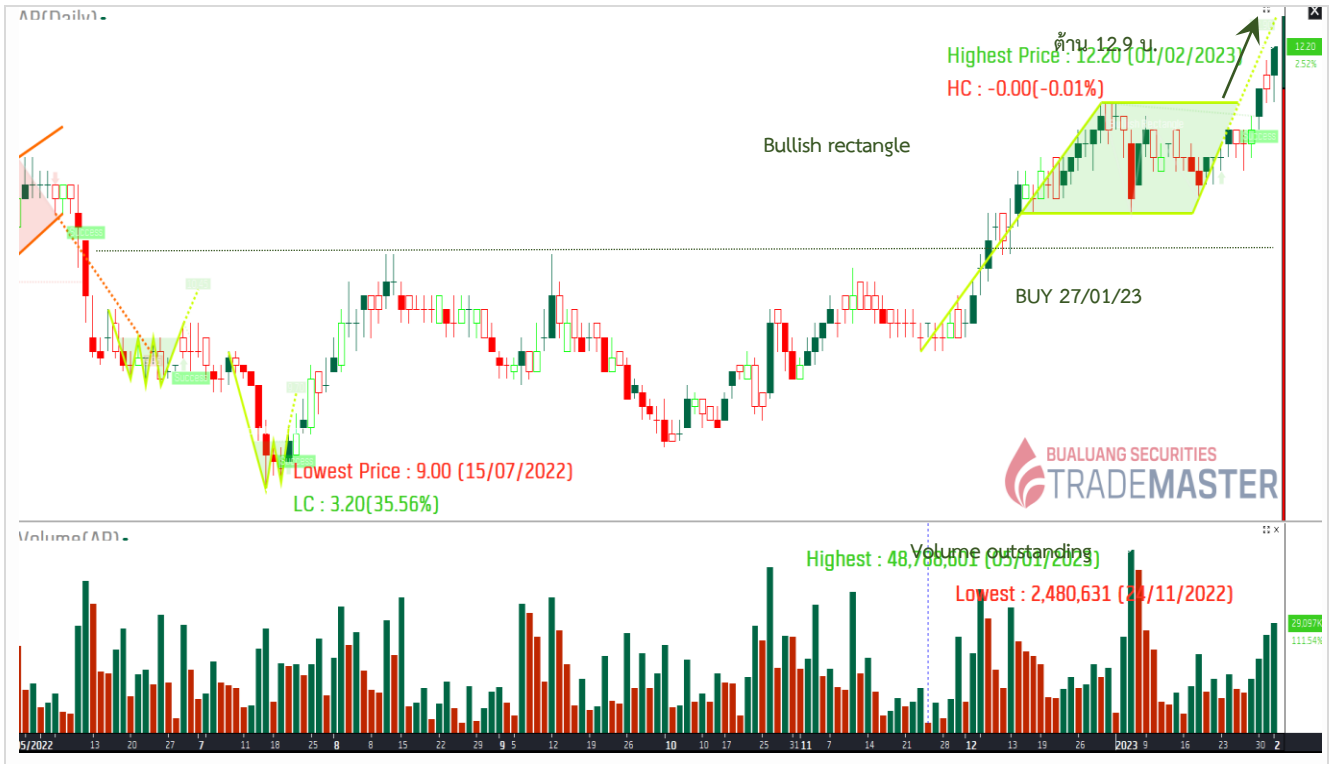 AP(Daily)
X
ต้าน 12.9 น.
Highest Price : 12.20 (01/02/2023)
HC : -0.00(-0.01%)
12.20
2.52%
Bullish rectangle
BUY 27/01/23
Lowest Price : 9.00 (15/07/2022)
LC : 3.20(35.56%)
BUALUANG SECURITIES
TRADEMASTER
Volume(AP)
Volume outstanding
Highest : 48,788,601 (05/01/2023)
Lowest : 2,480,631 (24/11/2022)
29.097K
111.54%
05/2022 13 20 27 7 11 18 25 8 8 15 22 29 9 5 12 19 26 10 10 17 25 31 11 7 14 21 28 12 13 19 26 2023 9 16 23 30 2